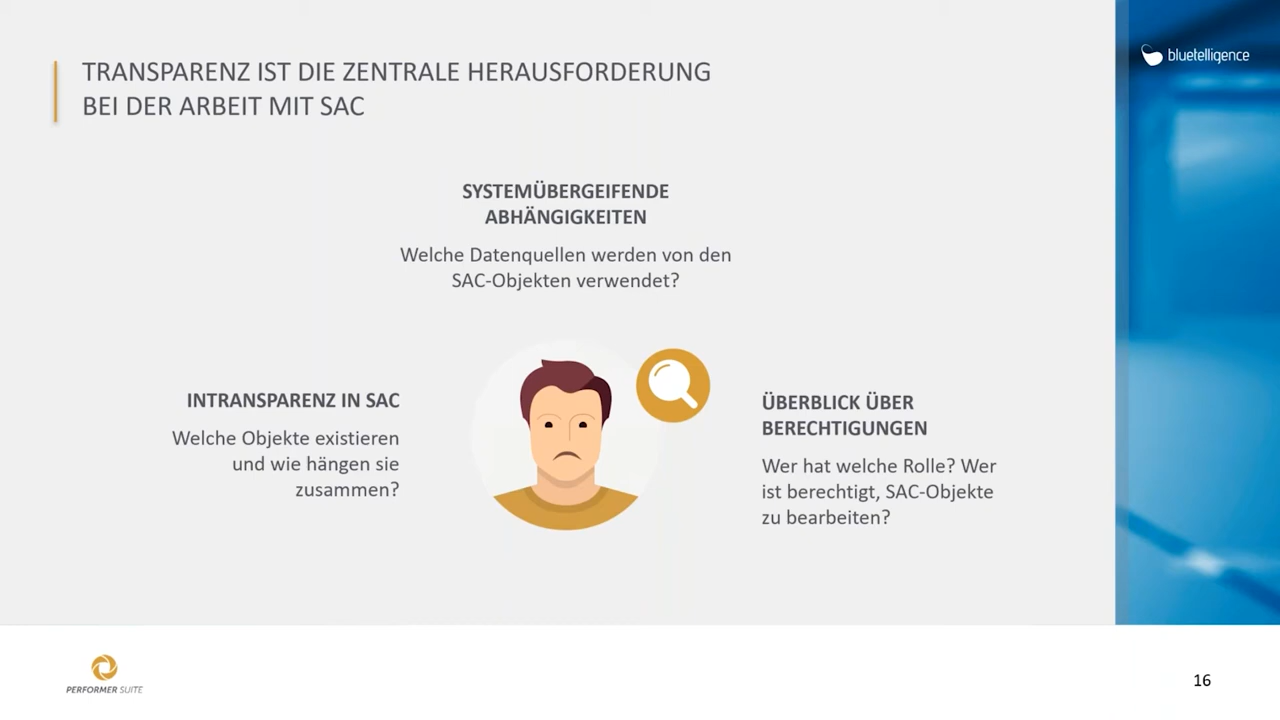 TRANSPARENZ IST DIE ZENTRALE HERAUSFORDERUNG
BEI DER ARBEIT MIT SAC
bluetelligence
SYSTEMÜBERGEIFENDE
ABHÄNGIGKEITEN
Welche Datenquellen werden von den
SAC-Objekten verwendet?
INTRANSPARENZ IN SAC
Welche Objekte existieren
und wie hängen sie
zusammen?
ÜBERBLICK ÜBER
BERECHTIGUNGEN
Wer hat welche Rolle? Wer
ist berechtigt, SAC-Objekte
zu bearbeiten?
PERFORMER SUITE
16